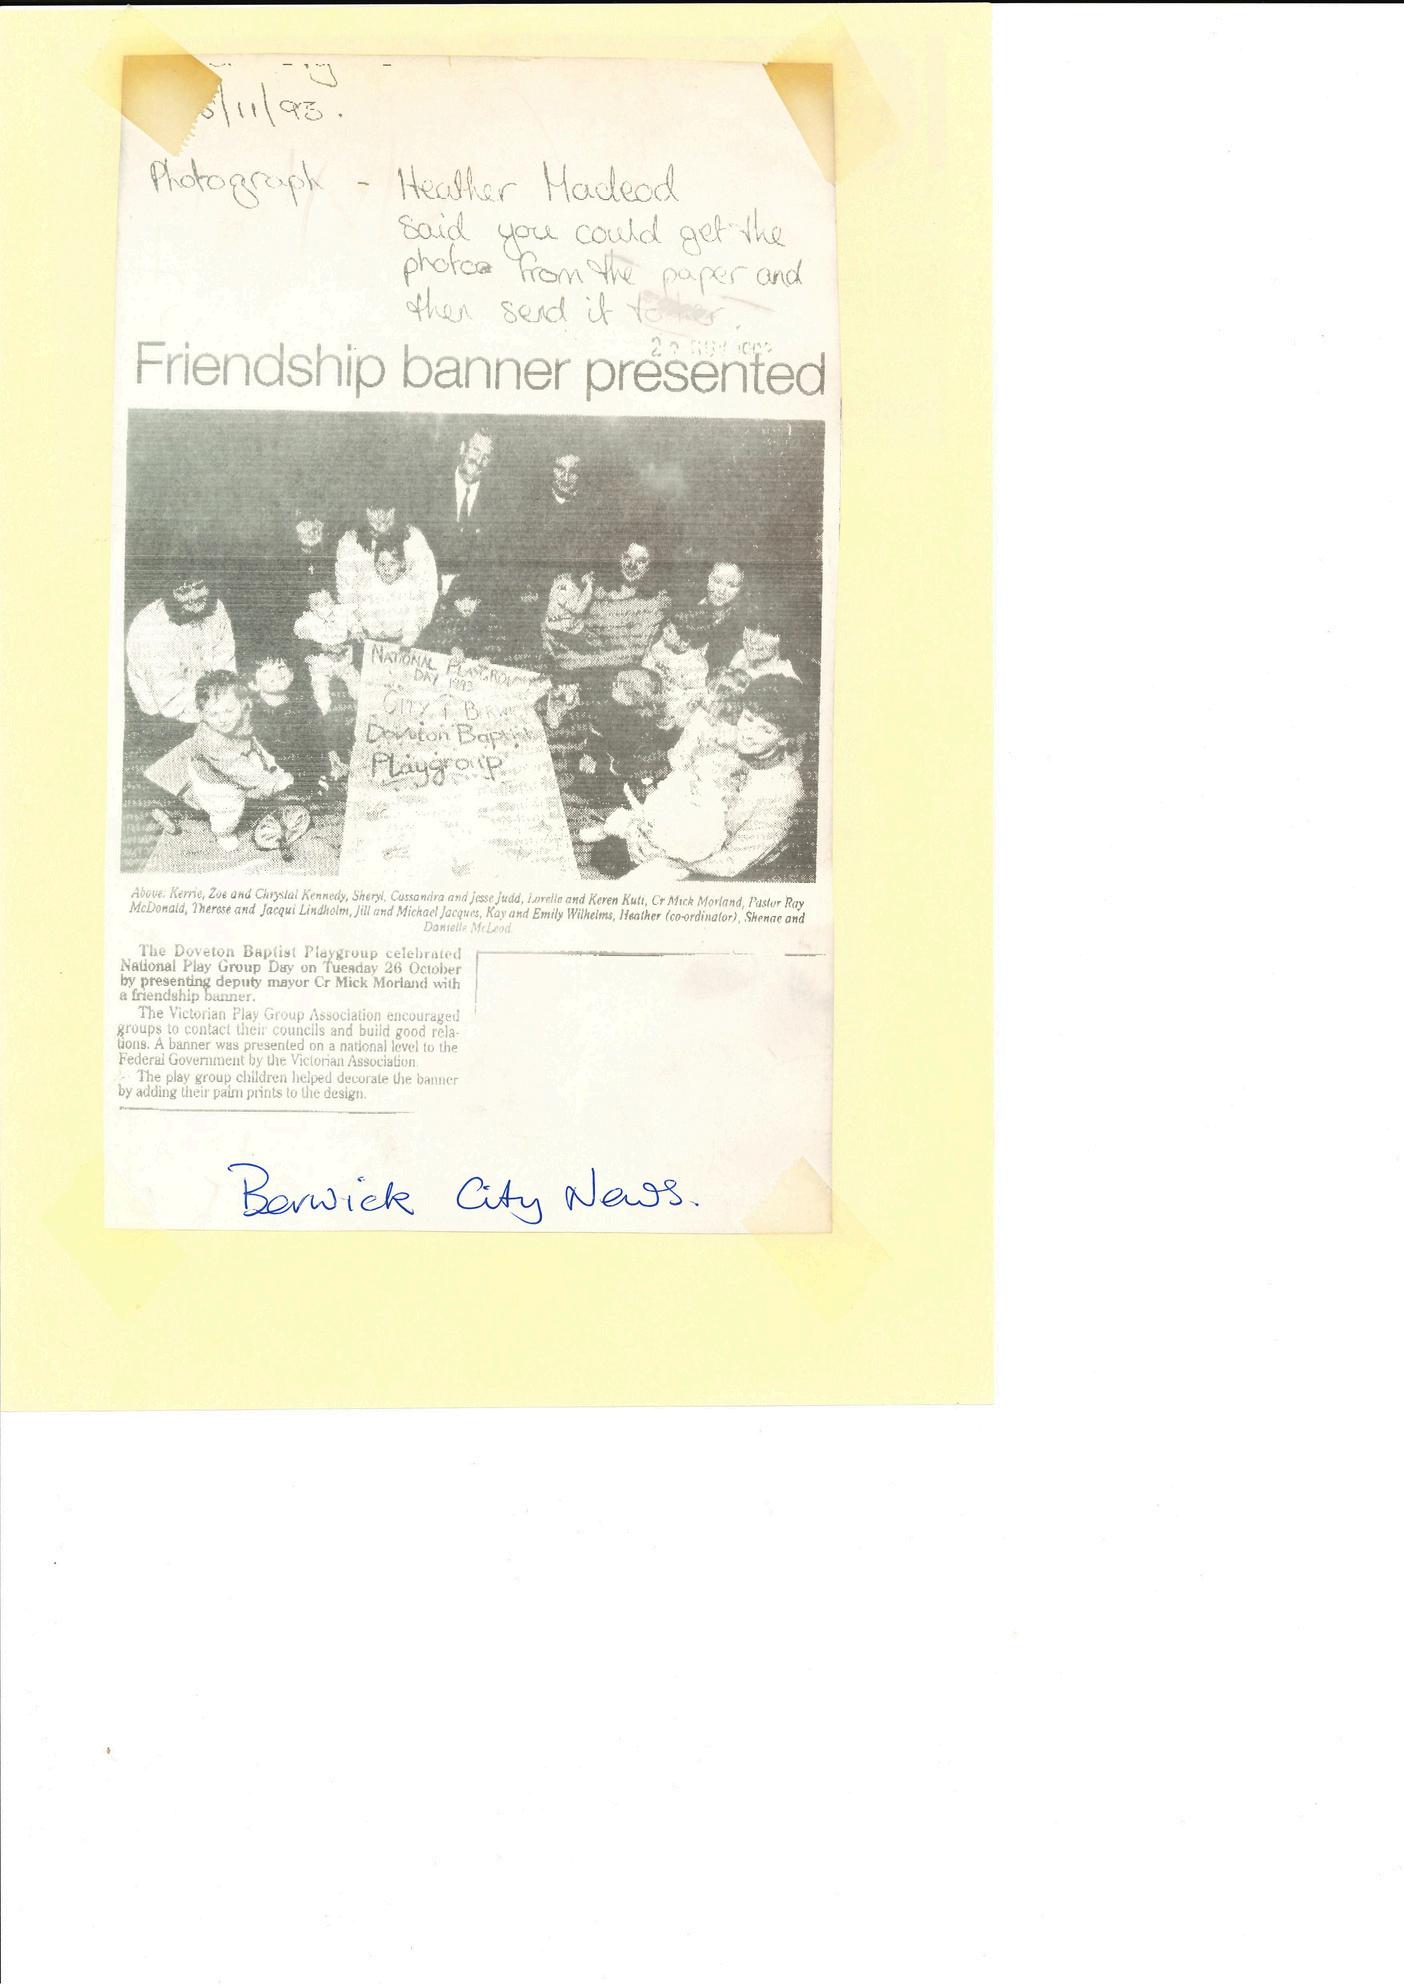 /11/93.
Photograph - Heather Macleod
said you could get the
photo from the paper and
then send it to her.
Friendship banner presented
NATIONAL PLAYGROUP
DAY 1993
CITY OF BERWICK
Doveton Baptist
Playgroup
Above: Kerrie, Zoe and Chrystal Kennedy, Sheryl, Cassandra and Jesse Judd, Lorelle and Keren Kutt, Cr Mick Morland, Pastor Ray
McDonald, Therese and Jacqui Lindholm, Jill and Michael Jacques, Kay and Emily Wilhelms, Heather (co-ordinator), Shenae and
Danielle McLeod.
The Doveton Baptist Playgroup celebrated
National Play Group Day on Tuesday 26 October
by presenting deputy mayor Cr Mick Morland with
a friendship banner.
The Victorian Play Group Association encouraged
groups to contact their councils and build good rela-
tions. A banner was presented on a national level to the
Federal Government by the Victorian Association.
The play group children helped decorate the banner
by adding their palm prints to the design.
Berwick City News.